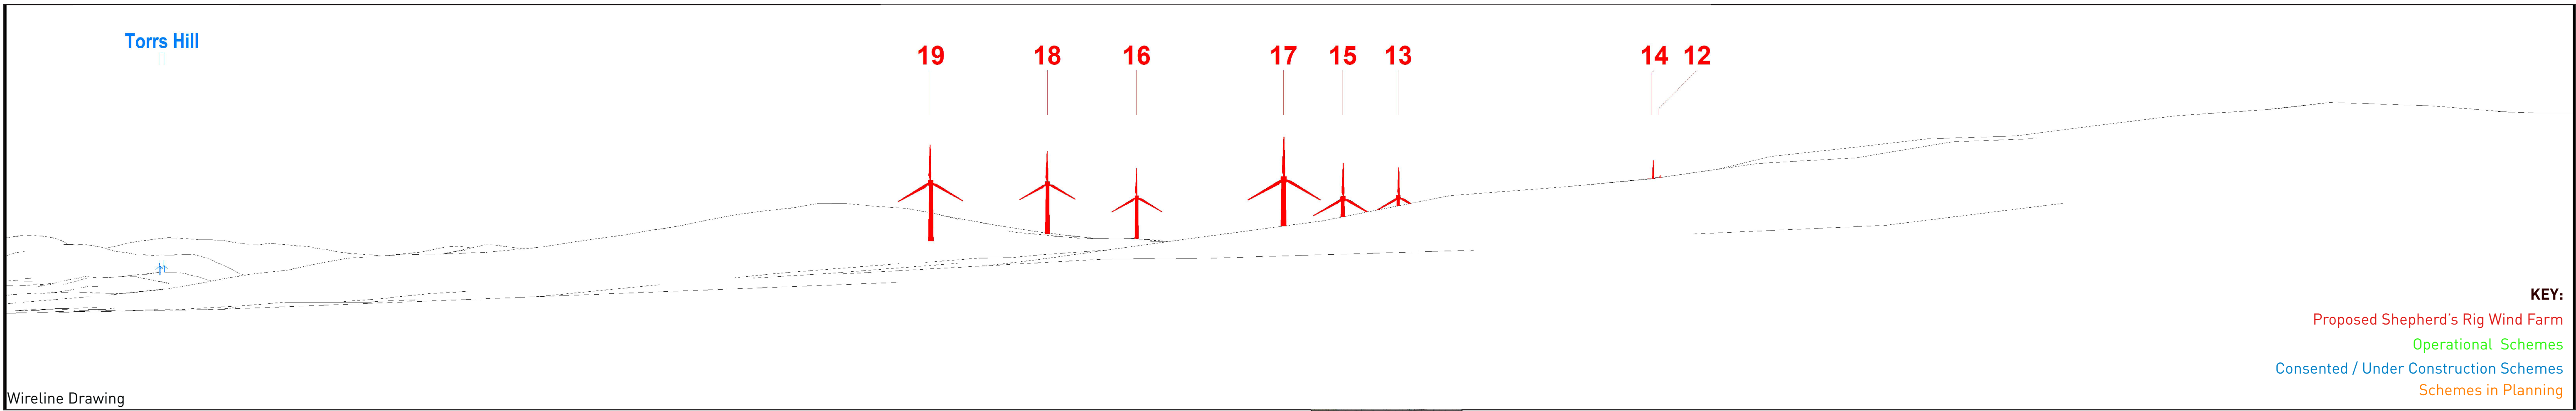 Torrs Hill
19 18 16 17 15 13 14 12
KEY:
Proposed Shepherd's Rig Wind Farm
Operational Schemes
Consented / Under Construction Schemes
Schemes in Planning
Wireline Drawing